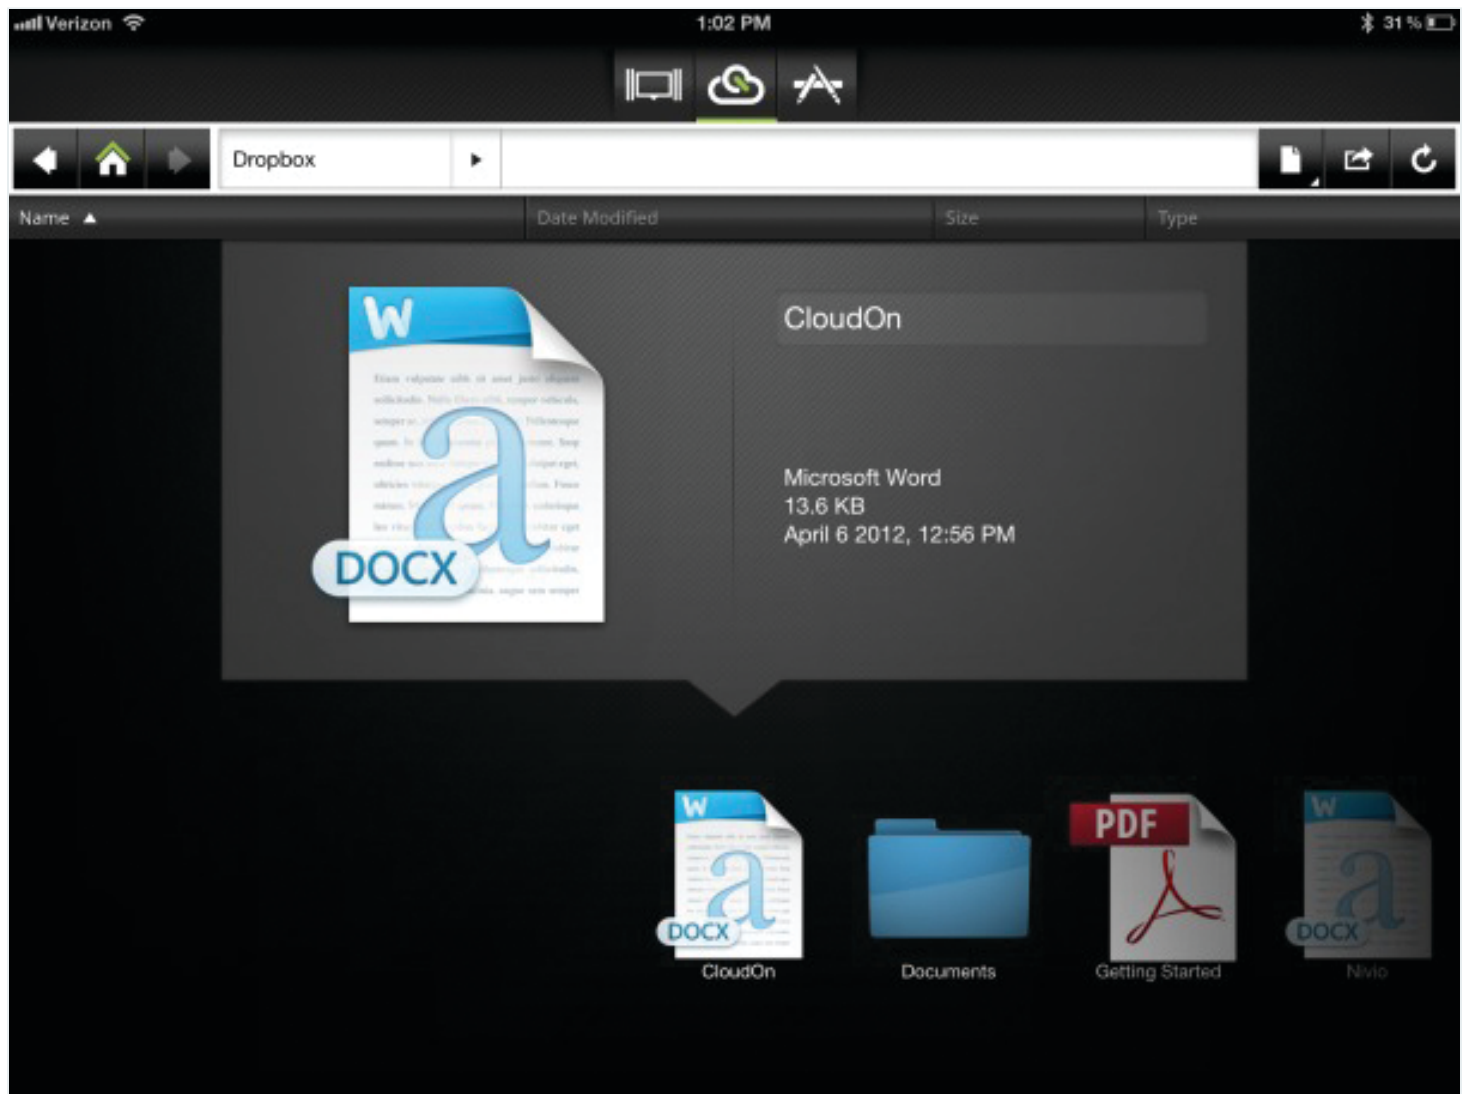 Verizon
1:02 PM
31%
Dropbox
Name
Date Modified
Size
Type
W
a
DOCX
CloudOn
Microsoft Word
13.6 KB
April 6 2012, 12:56 PM
W
a
DOCX
CloudOn
Documents
PDF
Getting Started
W
a
DOCX
Nivio